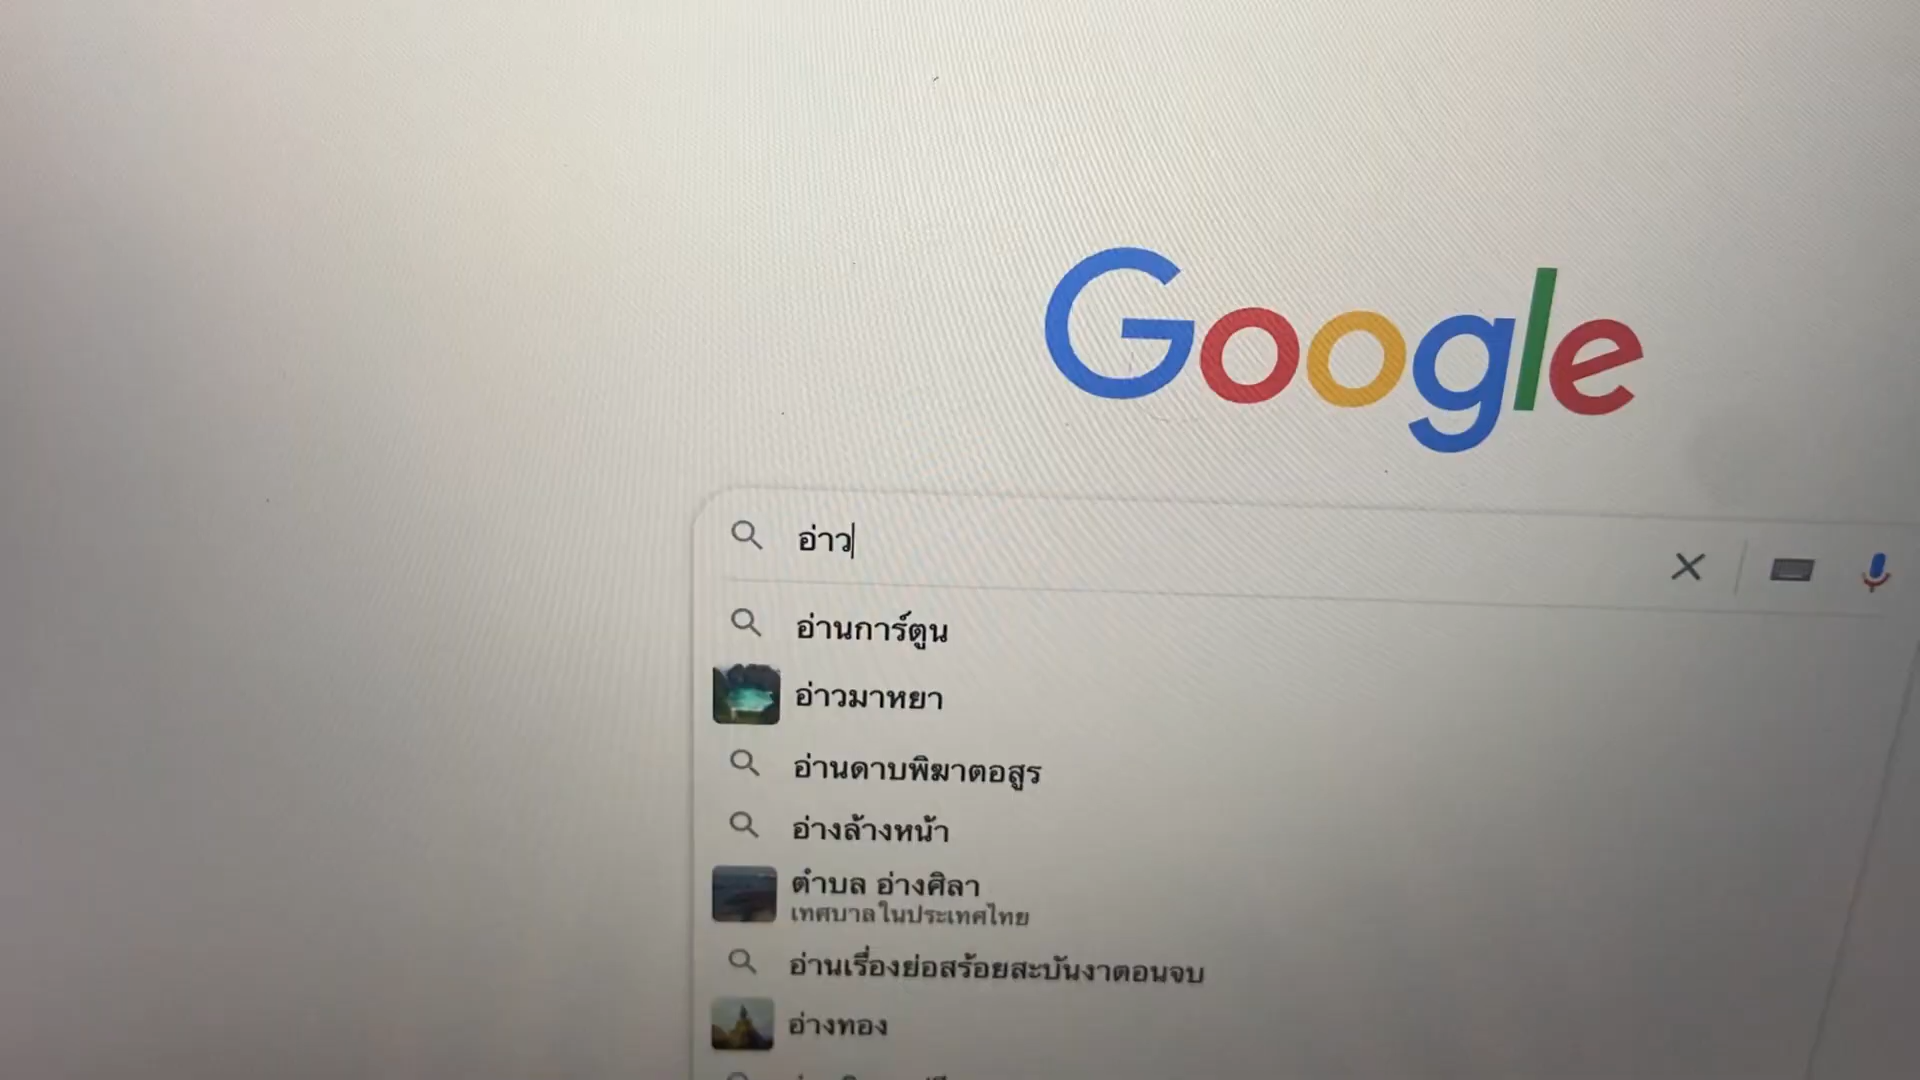 Google
อ่าว
อ่านการ์ตูน
อ่าวมาหยา
อ่านดาบพิฆาตอสูร
อ่างล้างหน้า
ตำบล อ่างศิลา
เทศบาลในประเทศไทย
อ่านเรื่องย่อสร้อยสะบันงาตอนจบ
อ่างทอง